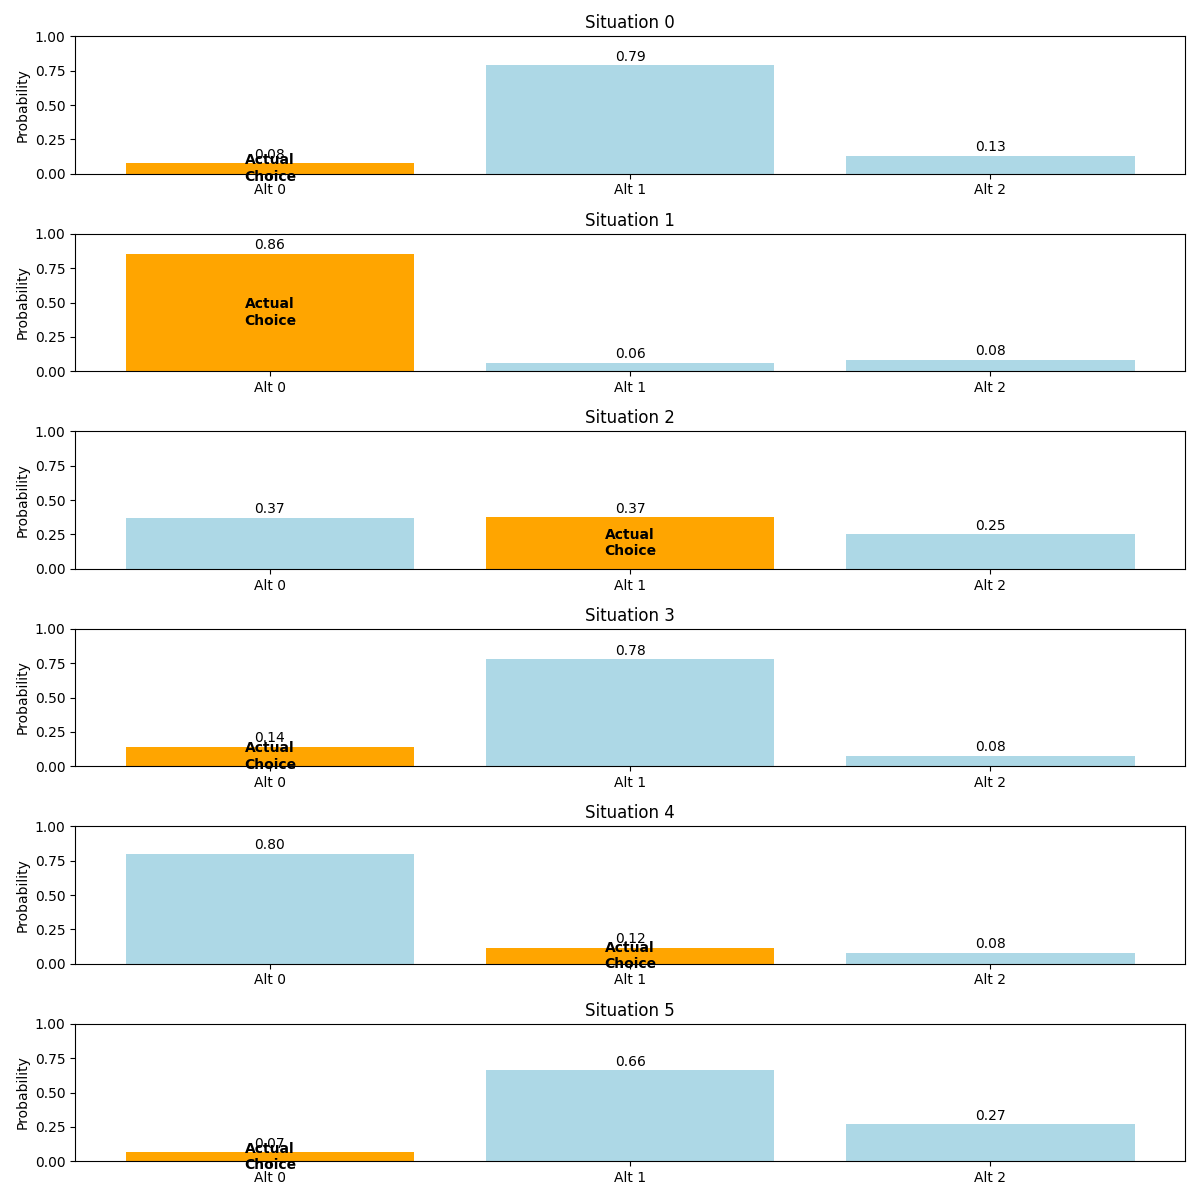 Situation 0
Probability
1.00
0.75
0.50
0.25
0.00
0.08
0.79
0.13
Actual
Choice
Alt 0
Alt 1
Alt 2
Situation 1
Probability
1.00
0.75
0.50
0.25
0.00
0.86
0.06
0.08
Actual
Choice
Alt 0
Alt 1
Alt 2
Situation 2
Probability
1.00
0.75
0.50
0.25
0.00
0.37
0.37
0.25
Actual
Choice
Alt 0
Alt 1
Alt 2
Situation 3
Probability
1.00
0.75
0.50
0.25
0.00
0.14
0.78
0.08
Actual
Choice
Alt 0
Alt 1
Alt 2
Situation 4
Probability
1.00
0.75
0.50
0.25
0.00
0.80
0.12
0.08
Actual
Choice
Alt 0
Alt 1
Alt 2
Situation 5
Probability
1.00
0.75
0.50
0.25
0.00
0.07
0.66
0.27
Actual
Choice
Alt 0
Alt 1
Alt 2